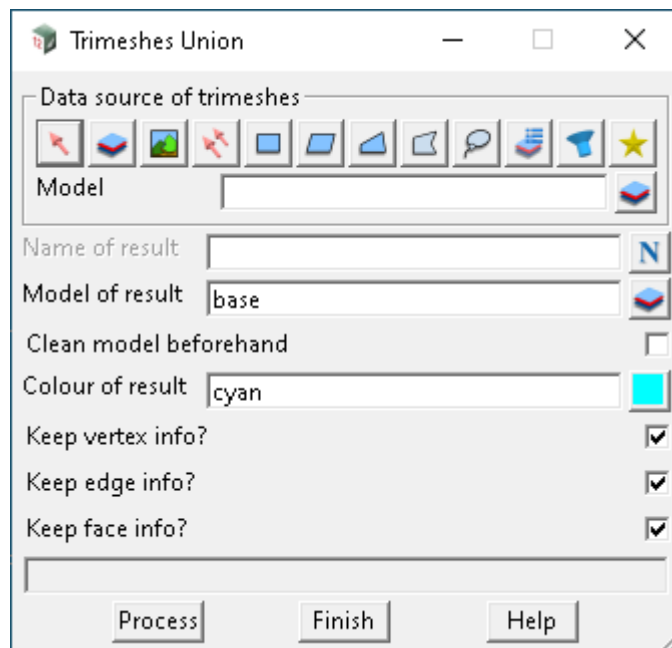 Trimeshes Union
Data source of trimeshes
Model
Name of result
N
Model of result base
Clean model beforehand
Colour of result cyan
Keep vertex info?
Keep edge info?
Keep face info?
Process Finish Help